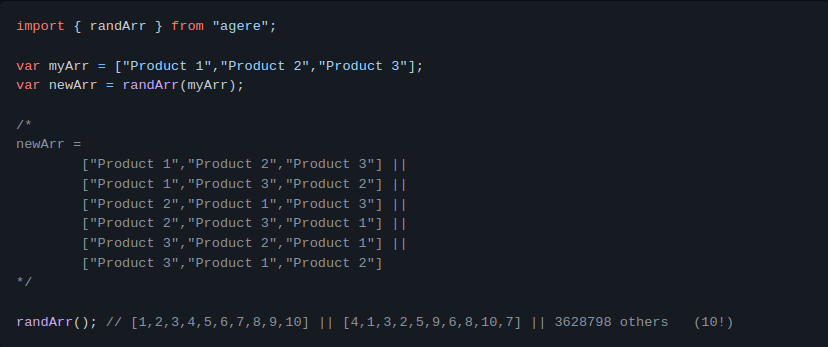 import { randArr } from "agere";
var myArr = ["Product 1","Product 2","Product 3"];
var newArr = randArr(myArr);
/*
newArr =
["Product 1","Product 2","Product 3"] ||
["Product 1","Product 3","Product 2"] ||
["Product 2","Product 1","Product 3"] ||
["Product 2","Product 3","Product 1"] ||
["Product 3","Product 2","Product 1"] ||
["Product 3","Product 1","Product 2"]
*/
randArr(); // [1,2,3,4,5,6,7,8,9,10] || [4,1,3,2,5,9,6,8,10,7] || 3628798 others   (10!)